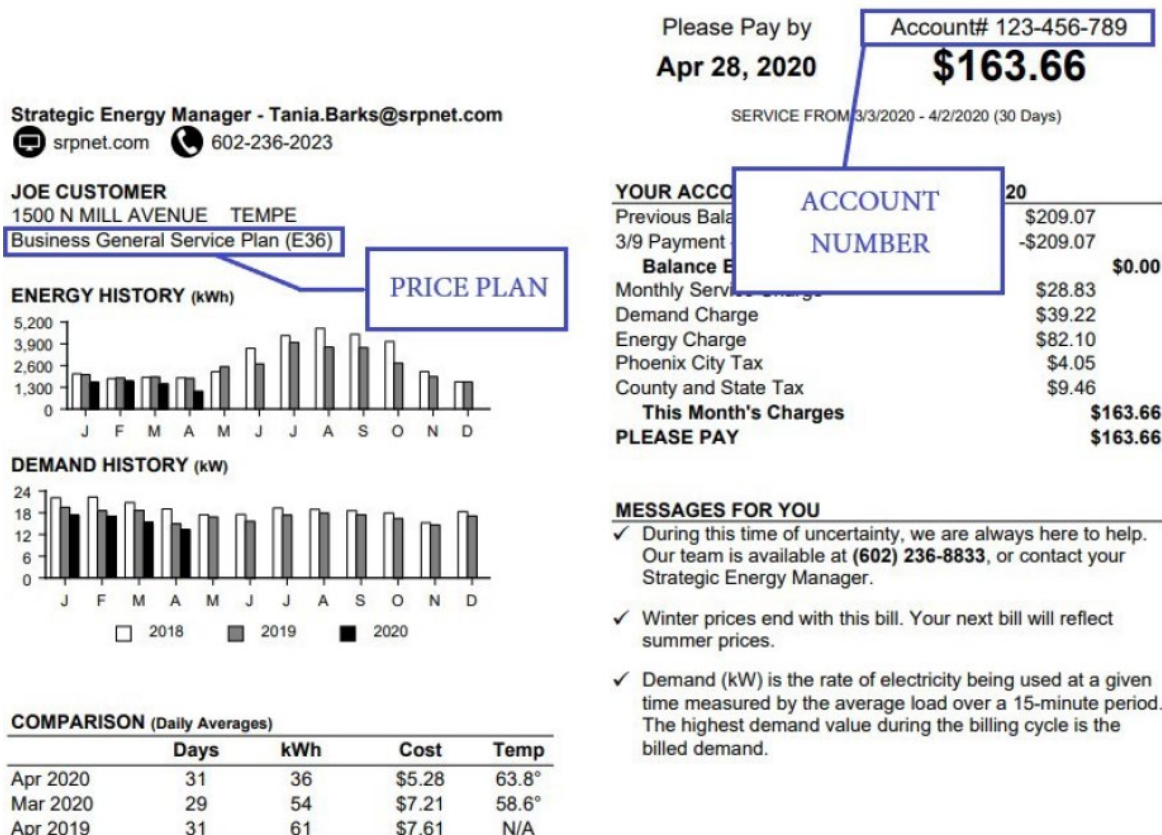 Please Pay by
Account# 123-456-789
Apr 28, 2020
$163.66
SERVICE FROM 3/3/2020 - 4/2/2020 (30 Days)
Strategic Energy Manager - Tania.Barks@srpnet.com
srpnet.com 602-236-2023
JOE CUSTOMER
1500 N MILL AVENUE TEMPE
Business General Service Plan (E36)
PRICE PLAN
ENERGY HISTORY (kWh)
5,200
3,900
2,600
1,300
0
J F M A M J J A S O N D
DEMAND HISTORY (kW)
24
18
12
6
0
J F M A M J J A S O N D
2018 2019 2020
COMPARISON (Daily Averages)
Days kWh Cost Temp
Apr 2020 31 36 $5.28 63.8°
Mar 2020 29 54 $7.21 58.6°
Apr 2019 31 61 $7.61 N/A
ACCOUNT
NUMBER
YOUR 20
Previous $209.07
3/9 Payment -$209.07
Balance $0.00
Monthly $28.83
Demand Charge $39.22
Energy Charge $82.10
Phoenix City Tax $4.05
County and State Tax $9.46
This Month's Charges $163.66
PLEASE PAY $163.66
MESSAGES FOR YOU
✓ During this time of uncertainty, we are always here to help.
Our team is available at (602) 236-8833, or contact your
Strategic Energy Manager.
✓ Winter prices end with this bill. Your next bill will reflect
summer prices.
✓ Demand (kW) is the rate of electricity being used at a given
time measured by the average load over a 15-minute period.
The highest demand value during the billing cycle is the
billed demand.